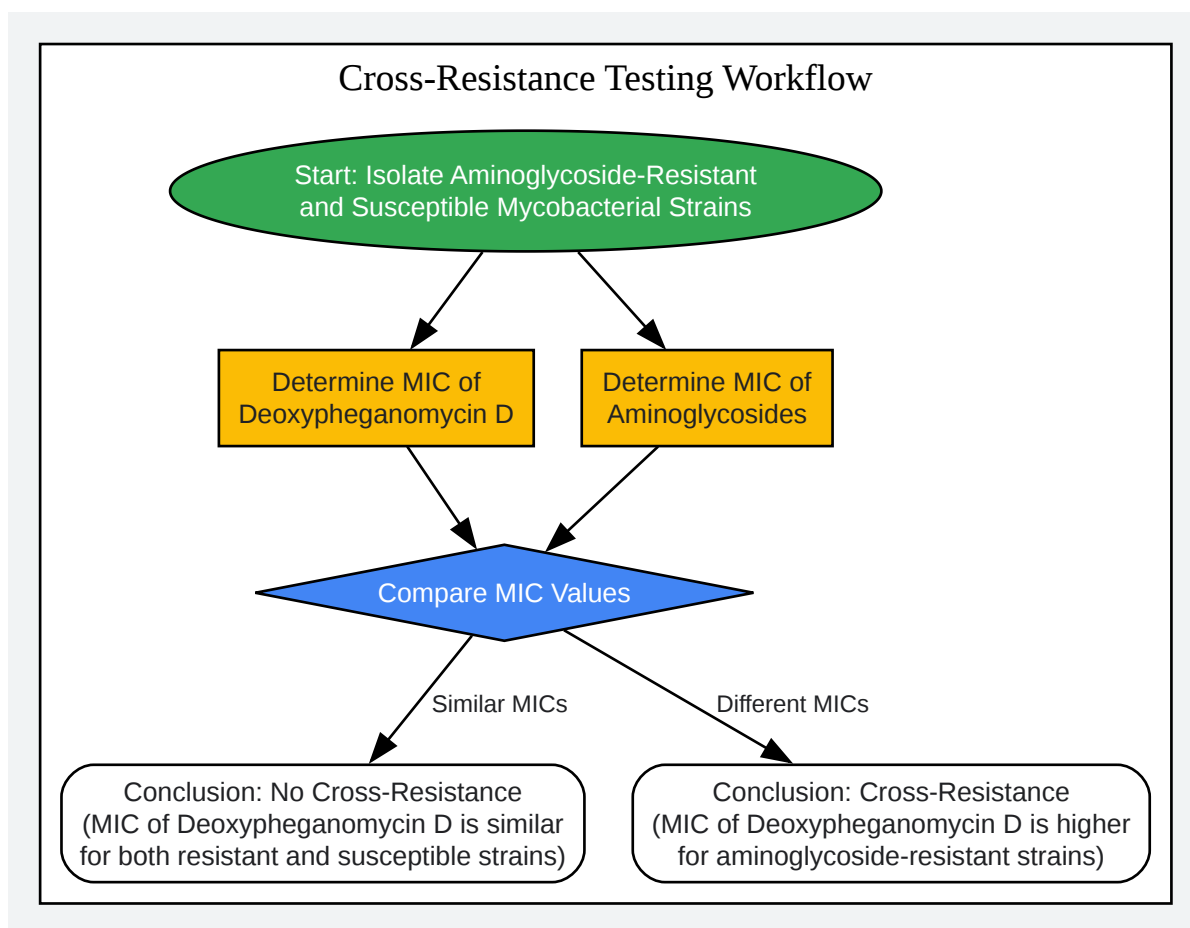 Cross-Resistance Testing Workflow
Start: Isolate Aminoglycoside-Resistant
and Susceptible Mycobacterial Strains
Determine MIC of
Deoxypheganomycin D
Determine MIC of
Aminoglycosides
Compare MIC Values
Similar MICs
Different MICs
Conclusion: No Cross-Resistance
(MIC of Deoxypheganomycin D is similar
for both resistant and susceptible strains)
Conclusion: Cross-Resistance
(MIC of Deoxypheganomycin D is higher
for aminoglycoside-resistant strains)